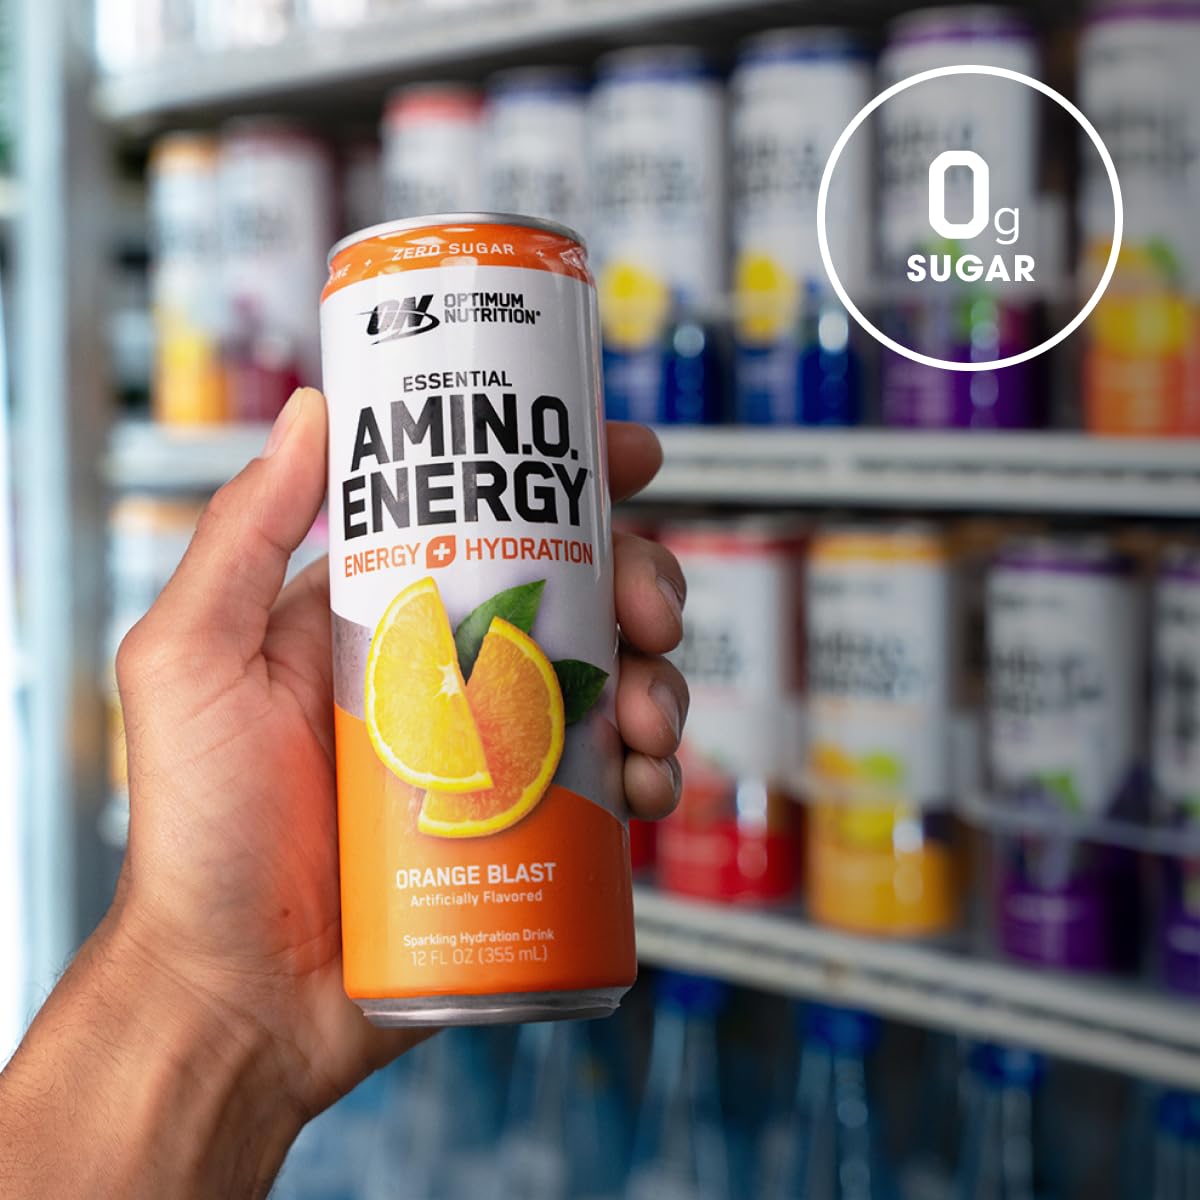 ZERO SUGAR
ON OPTIMUM
NUTRITION®
ESSENTIAL
AMIN.O.
ENERGY®
ENERGY + HYDRATION
ORANGE BLAST
Artificially Flavored
Sparkling Hydration Drink
12 FL OZ (355 mL)
0g
SUGAR